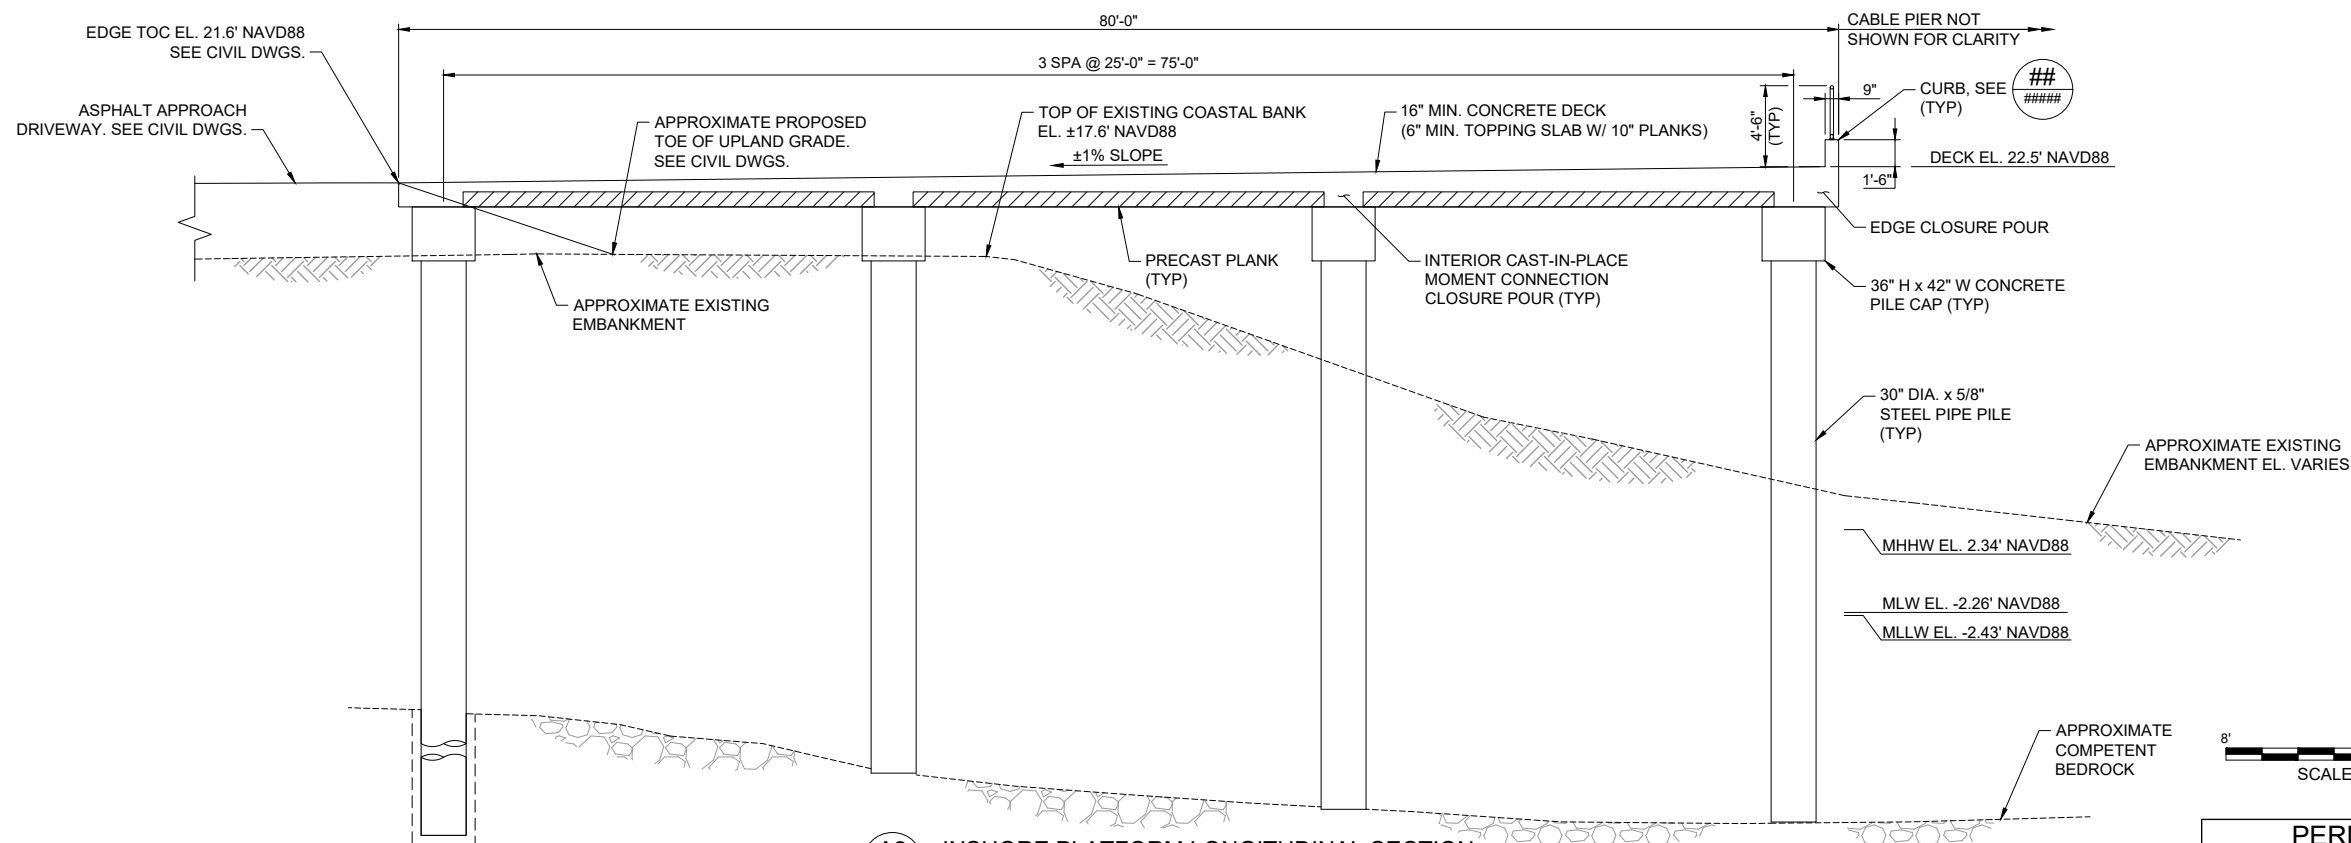 80'-0"
CABLE PIER NOT
SHOWN FOR CLARITY
EDGE TOC EL. 21.6' NAVD88
SEE CIVIL DWGS.
3 SPA @ 25'-0" = 75'-0"
ASPHALT APPROACH
DRIVEWAY. SEE CIVIL DWGS.
APPROXIMATE PROPOSED
TOE OF UPLAND GRADE.
SEE CIVIL DWGS.
TOP OF EXISTING COASTAL BANK
EL. ±17.6' NAVD88
±1% SLOPE
16" MIN. CONCRETE DECK
(6" MIN. TOPPING SLAB W/ 10" PLANKS)
4'-6"
(TYP)
9"
CURB, SEE
(TYP)
##
#####
DECK EL. 22.5' NAVD88
1'-6"
EDGE CLOSURE POUR
APPROXIMATE EXISTING
EMBANKMENT
PRECAST PLANK
(TYP)
INTERIOR CAST-IN-PLACE
MOMENT CONNECTION
CLOSURE POUR (TYP)
36" H x 42" W CONCRETE
PILE CAP (TYP)
30" DIA. x 5/8"
STEEL PIPE PILE
(TYP)
APPROXIMATE EXISTING
EMBANKMENT EL. VARIES
MHHW EL. 2.34' NAVD88
MLW EL. -2.26' NAVD88
MLLW EL. -2.43' NAVD88
APPROXIMATE
COMPETENT
BEDROCK
8'
SCALE
INSHORE PLATFORM LONGITUDINAL SECTION